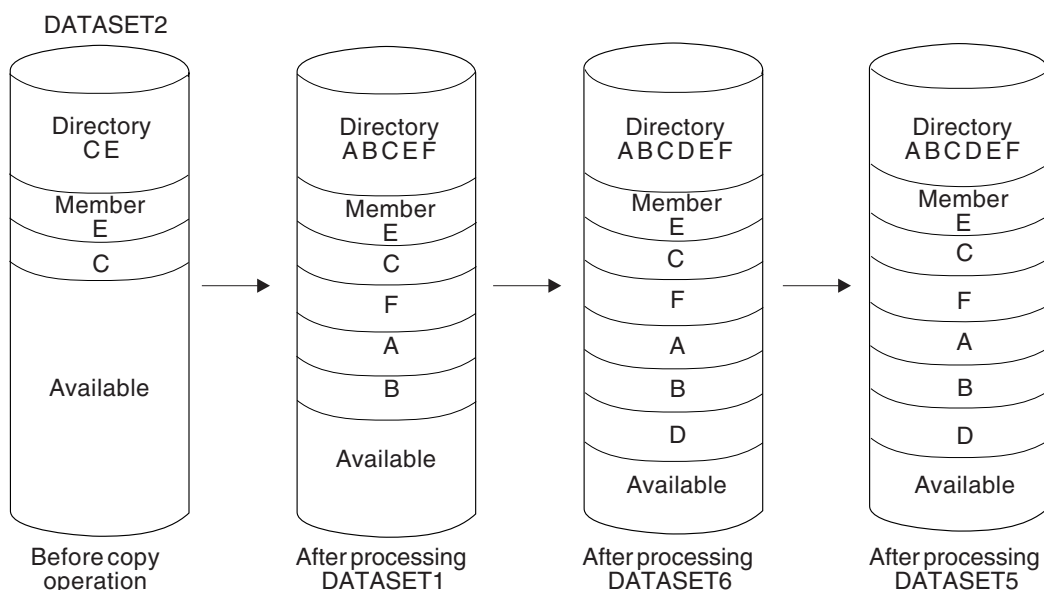 DATASET2
Directory
C E
Member
E
C
Available
Before copy
operation
Directory
A B C E F
Member
E
C
F
A
B
Available
After processing
DATASET1
Directory
A B C D E F
Member
E
C
F
A
B
D
Available
After processing
DATASET6
Directory
A B C D E F
Member
E
C
F
A
B
D
Available
After processing
DATASET5